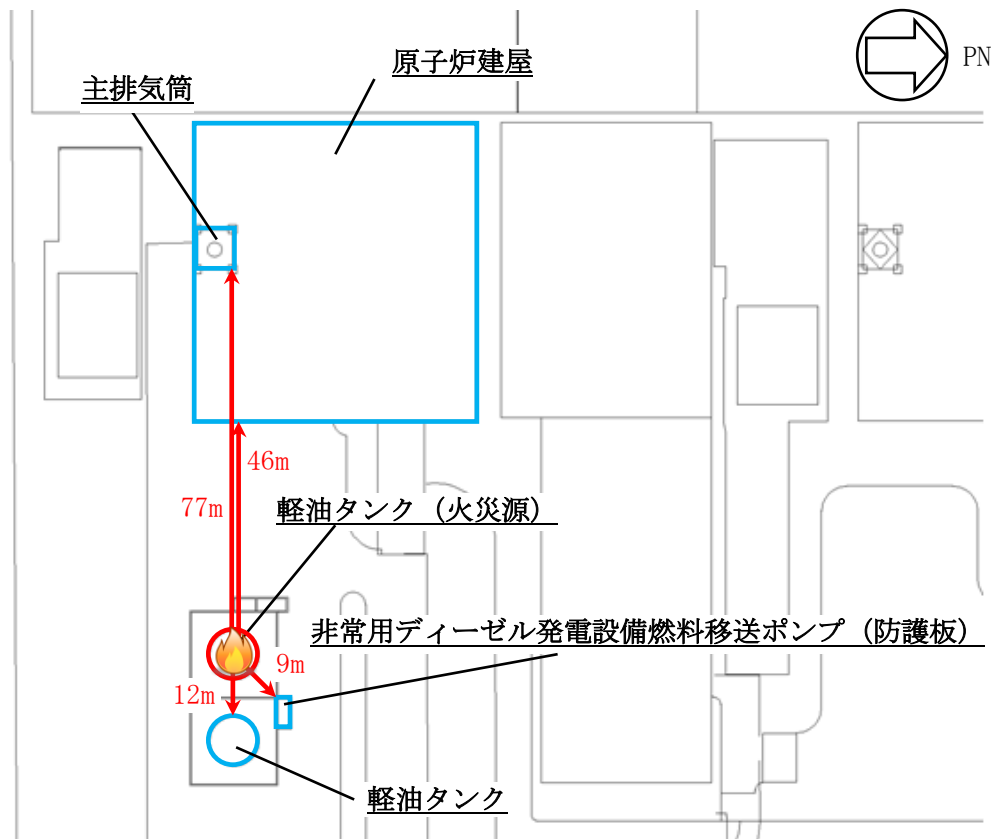 原子炉建屋
PN
主排気筒
46m
77m
軽油タンク（火災源）
非常用ディーゼル発電設備燃料移送ポンプ（防護板）
9m
12m
軽油タンク